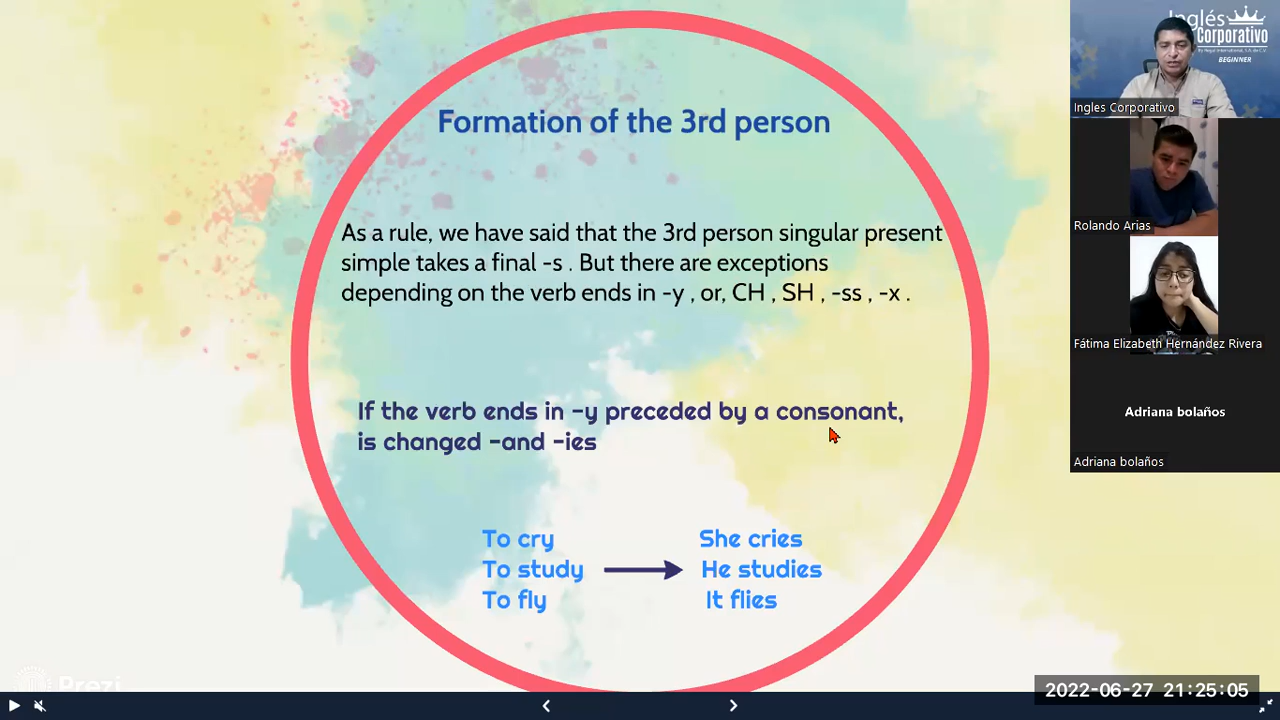 Formation of the 3rd person
As a rule, we have said that the 3rd person singular present
simple takes a final -s . But there are exceptions
depending on the verb ends in -y , or, CH , SH , -ss , -x .
If the verb ends in -y preceded by a consonant,
is changed -and -ies
To cry
She cries
To study
He studies
To fly
It flies
Prezi
Inglés
Corporativo
BEGINNER
Ingles Corporativo
Rolando Arias
Fátima Elizabeth Hernández Rivera
Adriana bolaños
Adriana bolaños
2022-06-27 21:25:05